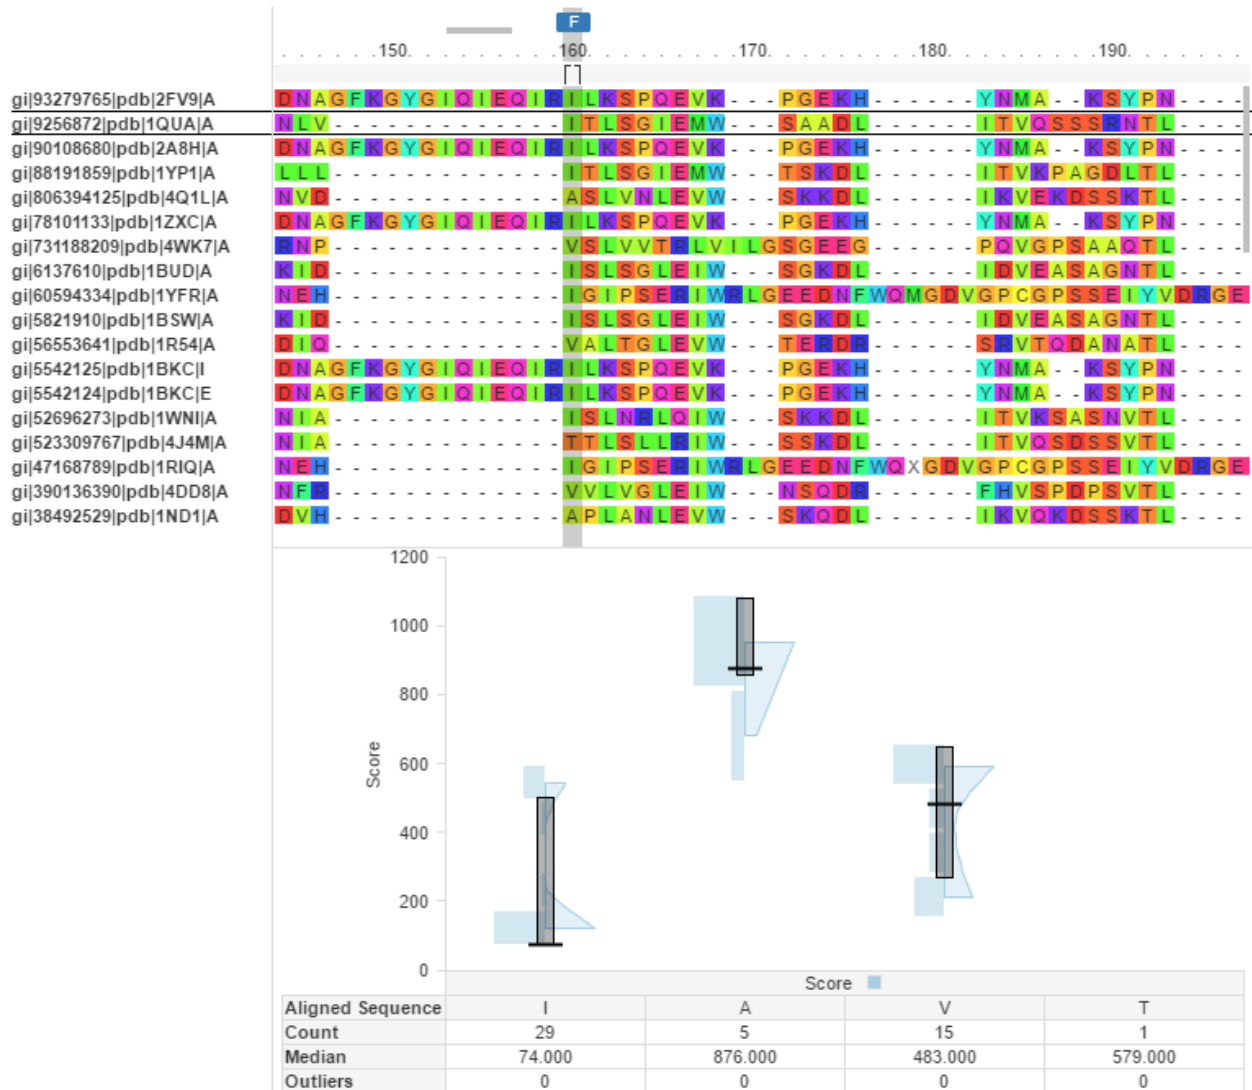 F
150. 160. 170. 180. 190.
gi|93279765|pdb|2FV9|A DNAGFKGYGIQIEQIRILKSPQEVK---PGEKH------YNMA--KSYPN----
gi|9256872|pdb|1QUA|A NLV-------------ITLSGIEMW---SAADL------ITVQSSSRNTL----
gi|90108680|pdb|2A8H|A DNAGFKGYGIQIEQIRILKSPQEVK---PGEKH------YNMA--KSYPN----
gi|88191859|pdb|1YP1|A LLL-------------ITLSGIEMW---TSKDL------ITVKPAGDLTL----
gi|806394125|pdb|4Q1L|A NVD-------------ASLVNLEVW---SKKDL------IKVEKDSSKTL----
gi|78101133|pdb|1ZXC|A DNAGFKGYGIQIEQIRILKSPQEVK---PGEKH------YNMA--KSYPN----
gi|731188209|pdb|4WK7|A RNP-------------VSLVVTRLVILGSGEEG------PQVGPSAAQTL----
gi|6137610|pdb|1BUD|A KID-------------ISLSGLEIW---SGKDL------IDVEASAGNTL----
gi|60594334|pdb|1YFR|A NEH-------------IGIPSERIWRLGEEDNFWQMGDVGPCGPSSEIYVDRGE
gi|5821910|pdb|1BSW|A KID-------------ISLSGLEIW---SGKDL------IDVEASAGNTL----
gi|56553641|pdb|1R54|A DIQ-------------VALTGLEVW---TERDR------SRVTQDANATL----
gi|5542125|pdb|1BKC|I DNAGFKGYGIQIEQIRILKSPQEVK---PGEKH------YNMA--KSYPN----
gi|5542124|pdb|1BKC|E DNAGFKGYGIQIEQIRILKSPQEVK---PGEKH------YNMA--KSYPN----
gi|52696273|pdb|1WNI|A NIA-------------ISLNRLQIW---SKKDL------ITVKSASNVTL----
gi|523309767|pdb|4J4M|A NIA-------------TTLSLLRIW---SSKDL------ITVQSDSSVTL----
gi|47168789|pdb|1RIQ|A NEH-------------IGIPSERIWRLGEEDNFWQXGDVGPCGPSSEIYVDRGE
gi|390136390|pdb|4DD8|A NFR-------------VVLVGLEIW---NSQDR------FHVSPDPSVTL----
gi|38492529|pdb|1ND1|A DVH-------------APLANLEVW---SKQDL------IKVQKDSSKTL----
1200
1000
800
600
400
200
0
Score
Score
Aligned Sequence I A V T
Count 29 5 15 1
Median 74.000 876.000 483.000 579.000
Outliers 0 0 0 0